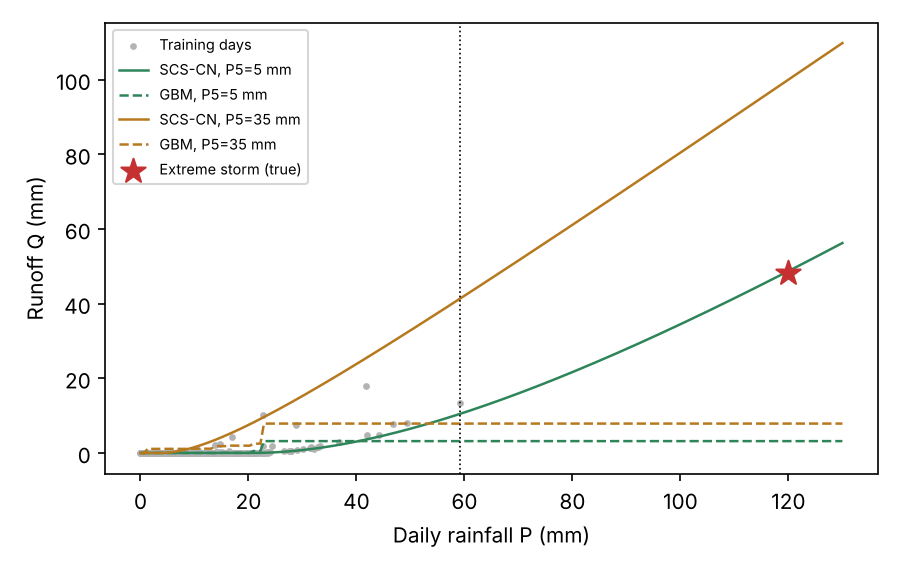 Training days
SCS-CN, P5=5 mm
GBM, P5=5 mm
SCS-CN, P5=35 mm
GBM, P5=35 mm
Extreme storm (true)
Runoff Q (mm)
100
80
60
40
20
0
0 20 40 60 80 100 120
Daily rainfall P (mm)